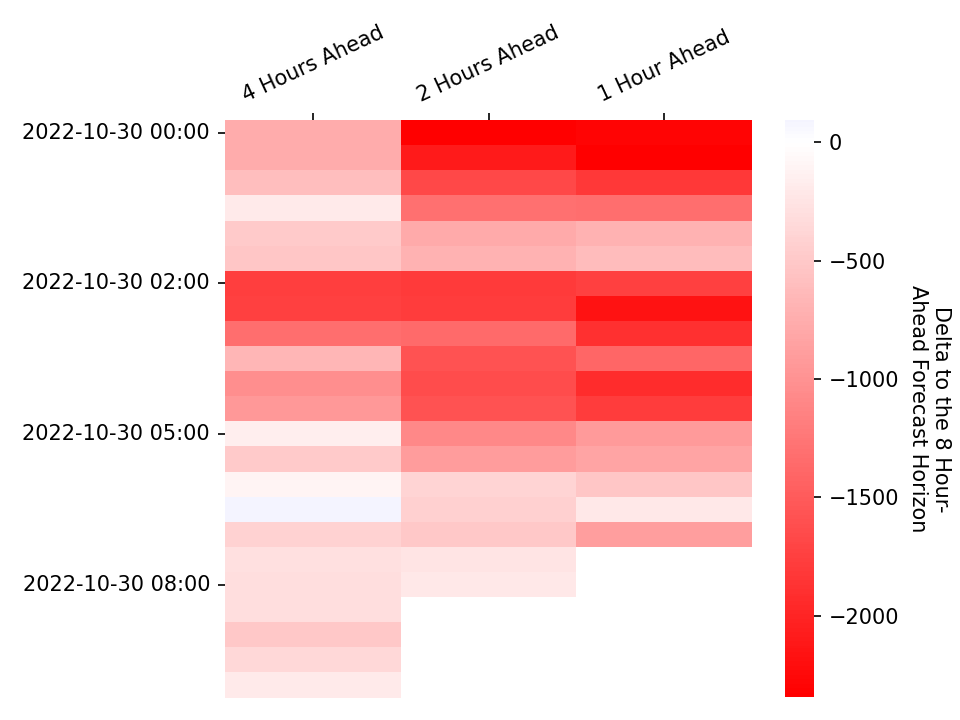 4 Hours Ahead
2 Hours Ahead
1 Hour Ahead
2022-10-30 00:00
2022-10-30 02:00
2022-10-30 05:00
2022-10-30 08:00
0
−500
−1000
−1500
−2000
Delta to the 8 Hour-
Ahead Forecast Horizon